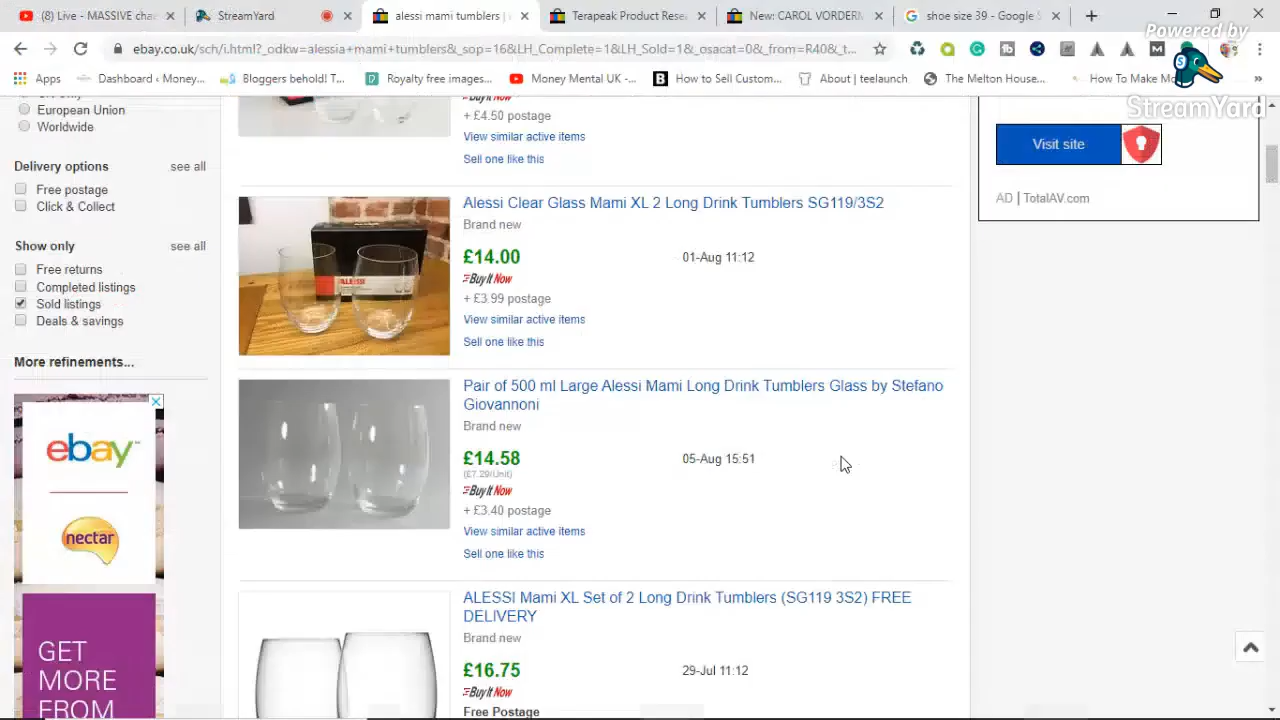 (1) Live - MASSIVE cha
StreamYard
alessi mami tumblers |
Terapeak Product Rese
New: CAROL VORDERM
shoe size 39 - Google S
Powered by
StreamYard
ebay.co.uk/sch/i.html?_odkw=alessia+mami+tumblers&_sop=16&LH_Complete=1&LH_Sold=1&_osacat=0&_from=R40&_t...
Apps
Dashboard ‹ Money...
Bloggers behold! T...
Royalty free images...
Money Mental UK -...
How to Sell Custom...
About | teelaunch
The Melton House...
How To Make Mo
European Union
Worldwide
Delivery options
see all
Free postage
Click & Collect
Show only
see all
Free returns
Completed listings
Sold listings
Deals & savings
More refinements...
ebay
nectar
GET
MORE
FROM
Buy It Now
+ £4.50 postage
View similar active items
Sell one like this
Alessi Clear Glass Mami XL 2 Long Drink Tumblers SG119/3S2
Brand new
£14.00
01-Aug 11:12
Buy It Now
+ £3.99 postage
View similar active items
Sell one like this
ALESSI
Pair of 500 ml Large Alessi Mami Long Drink Tumblers Glass by Stefano
Giovannoni
Brand new
£14.58
05-Aug 15:51
(£7.29/Unit)
Buy It Now
+ £3.40 postage
View similar active items
Sell one like this
ALESSI Mami XL Set of 2 Long Drink Tumblers (SG119 3S2) FREE
DELIVERY
Brand new
£16.75
29-Jul 11:12
Buy It Now
Free Postage
Visit site
AD | TotalAV.com